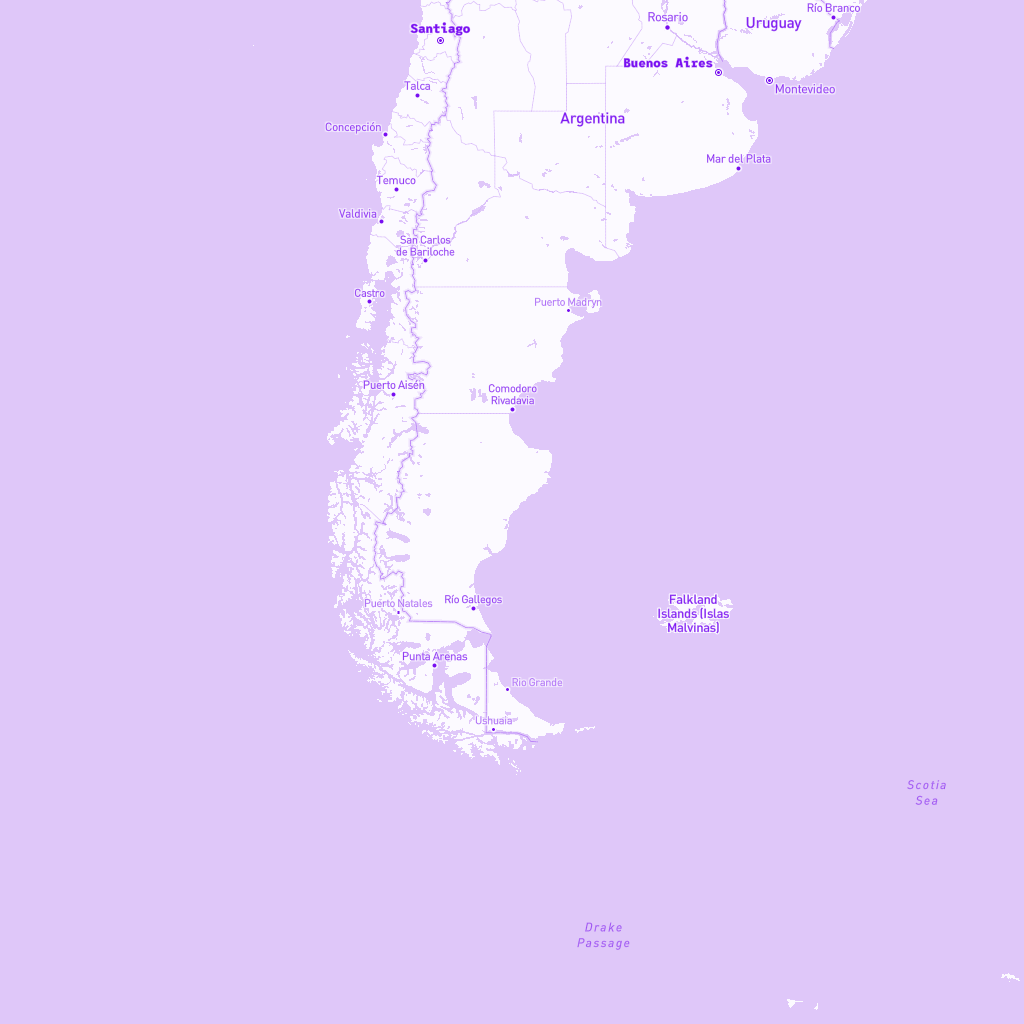 Río Branco
Rosario
Uruguay
Santiago
Buenos Aires
Talca
Montevideo
Argentina
Concepción
Mar del Plata
Temuco
Valdivia
San Carlos
de Bariloche
Castro
Puerto Madryn
Puerto Aisén
Comodoro
Rivadavia
Puerto Natales
Río Gallegos
Falkland
Islands (Islas
Malvinas)
Punta Arenas
Rio Grande
Ushuaia
Scotia
Sea
Drake
Passage